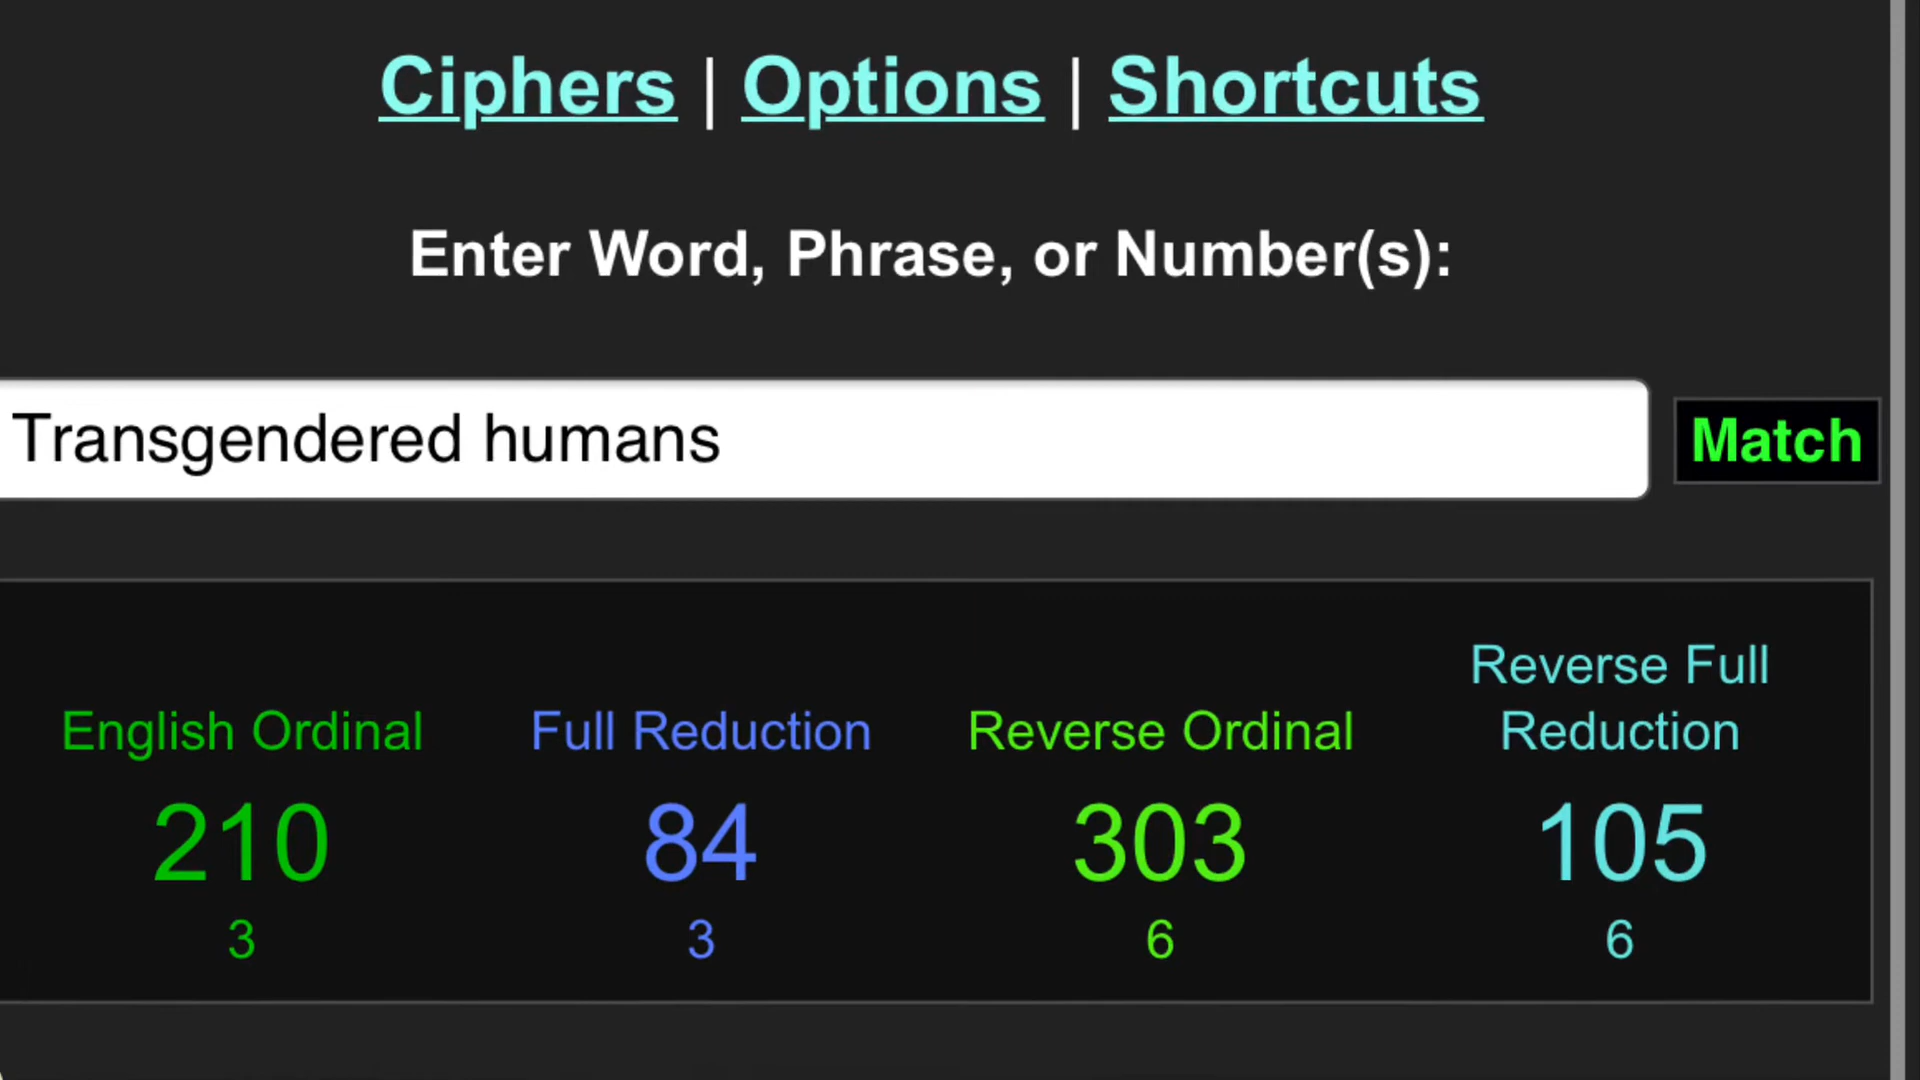 Ciphers | Options | Shortcuts
Enter Word, Phrase, or Number(s):
Transgendered humans
Match
English Ordinal
210
3
Full Reduction
84
3
Reverse Ordinal
303
6
Reverse Full
Reduction
105
6